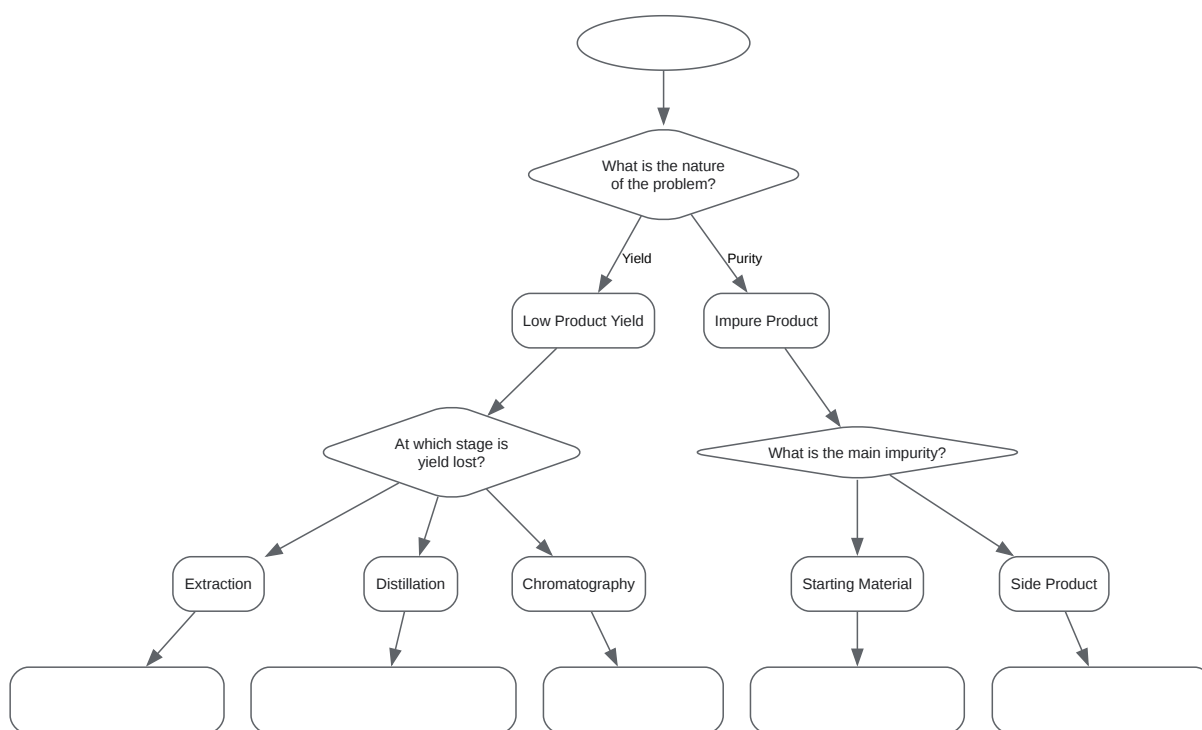 What is the nature
of the problem?
Yield
Purity
Low Product Yield
Impure Product
At which stage is
yield lost?
What is the main impurity?
Extraction
Distillation
Chromatography
Starting Material
Side Product